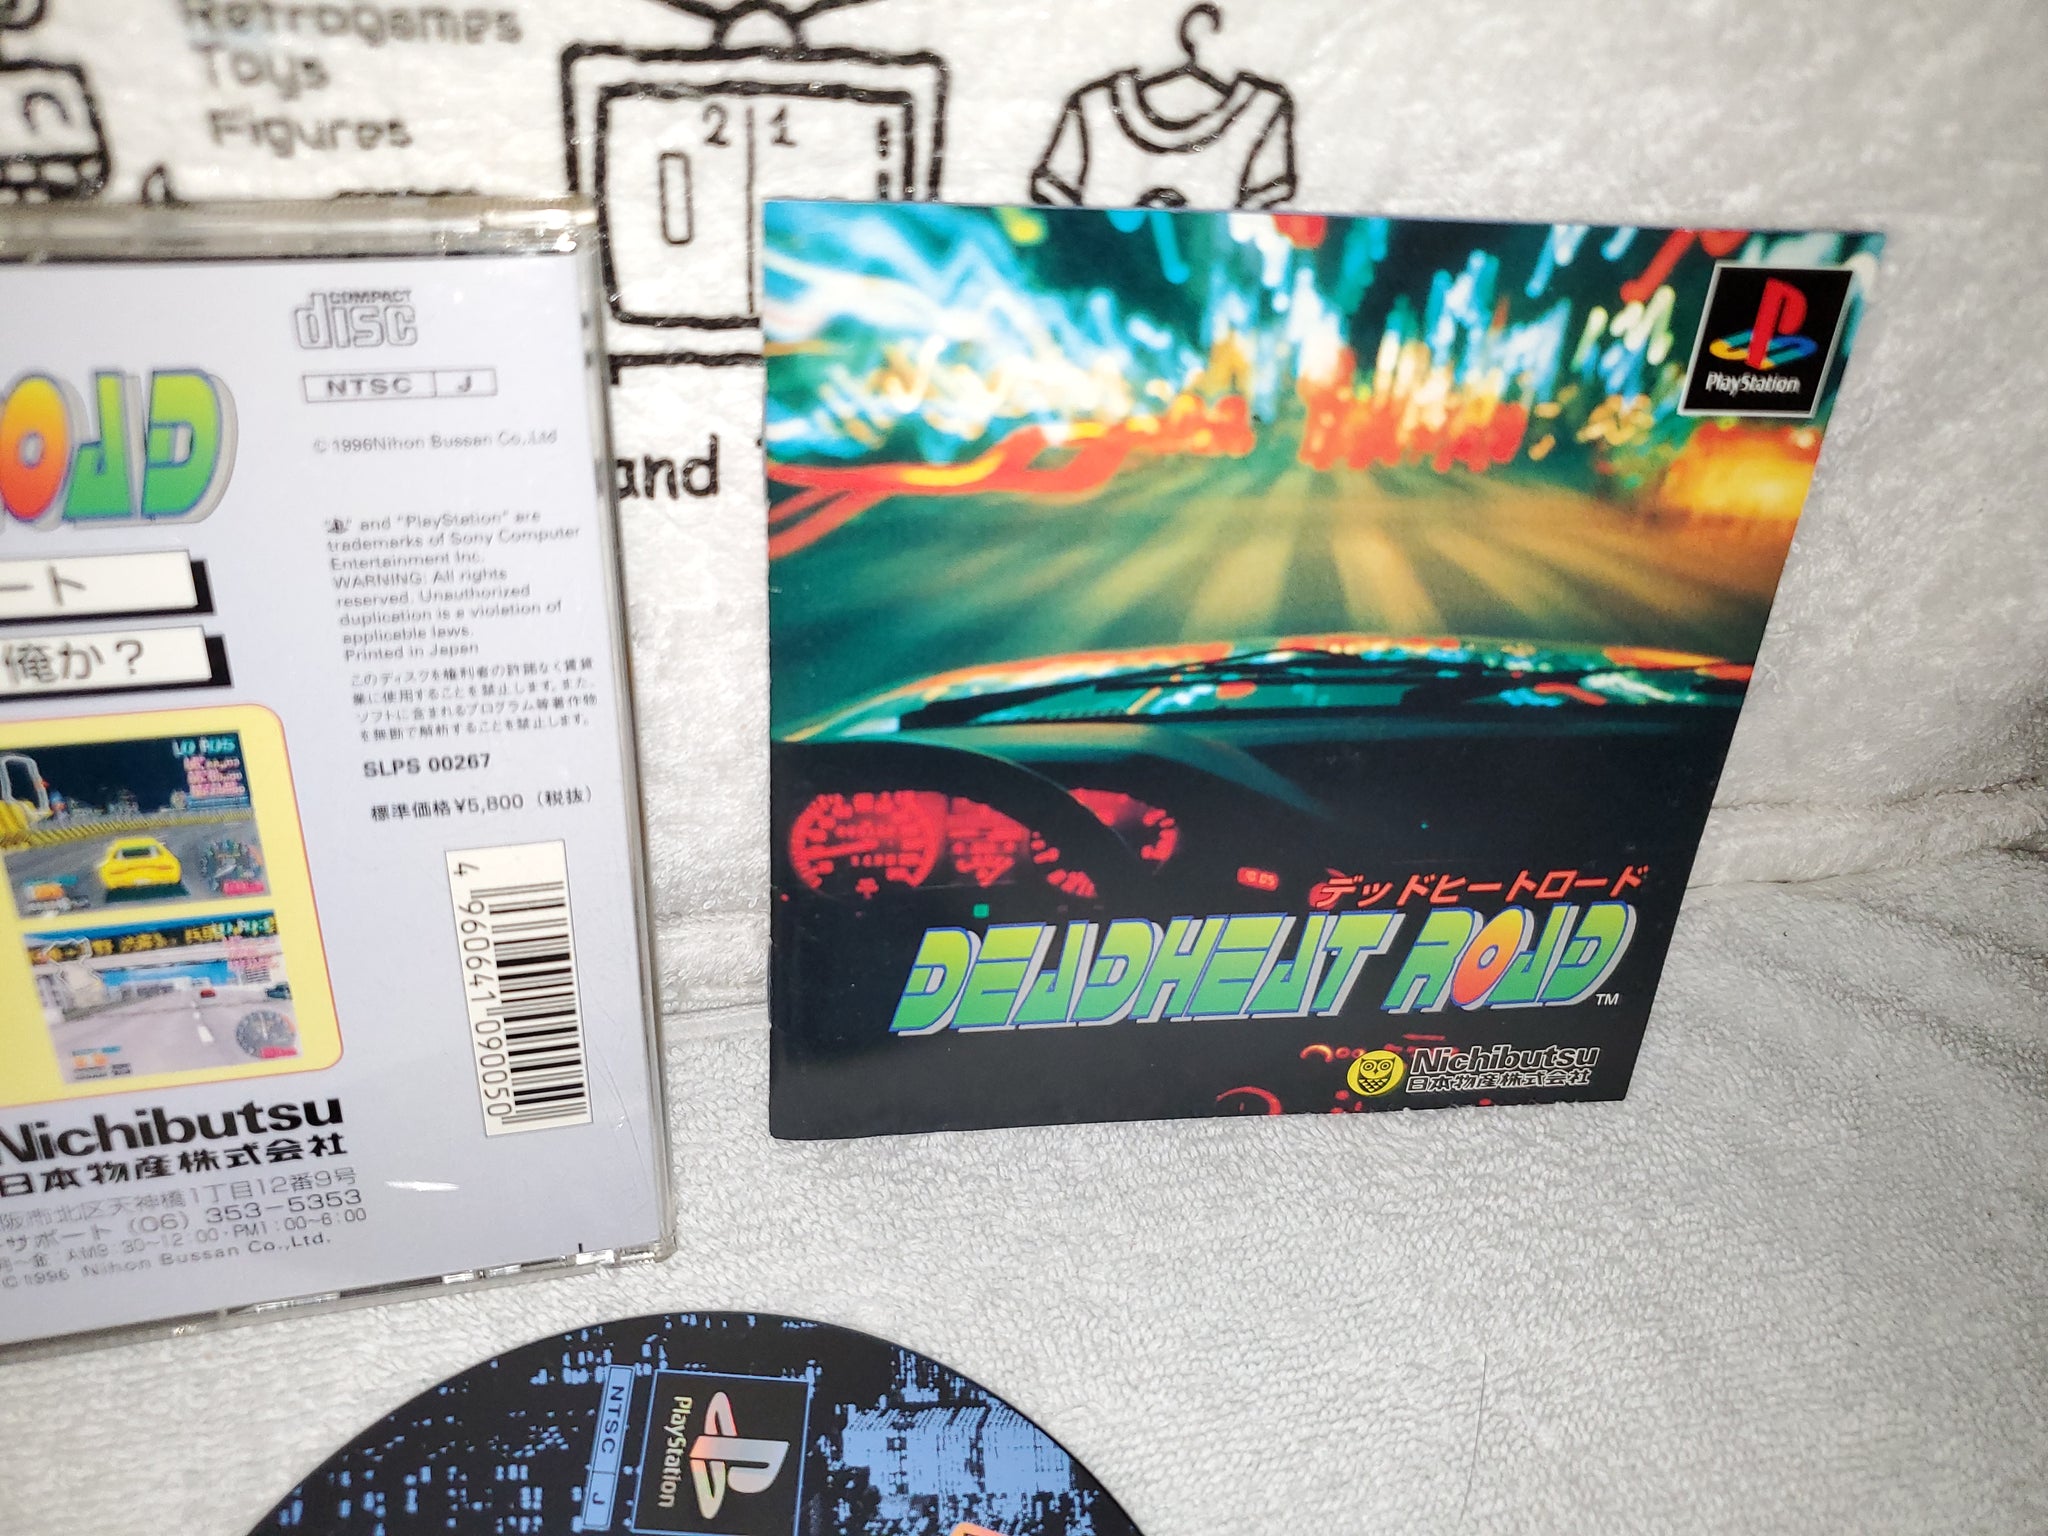 Retrogames
Toys
Figures
2 1
and
COMPACT
disc
NTSC J
© 1996Nihon Bussan Co.,Ltd
ROAD
"PS" and "PlayStation" are
trademarks of Sony Computer
Entertainment Inc.
WARNING: All rights
reserved. Unauthorized
duplication is a violation of
applicable laws.
Printed in Japan
ート
俺か?
このディスクを権利者の許諾なく賃貸
業に使用することを禁止します。また、
ソフトに含まれるプログラム等著作物
を無断で解析することを禁止します。
SLPS 00267
標準価格¥5,800(税抜)
4 960641 090050
Nichibutsu
日本物産株式会社
阪市北区天神橋1丁目12番9号
サポート (06) 353-5353
月~金 AM9:30~12:00・PM1:00~6:00
©1996 Nihon Bussan Co.,Ltd.
PlayStation
デッドヒートロード
DEADHEAT ROAD™
Nichibutsu
日本物産株式会社
NTSC J
PlayStation